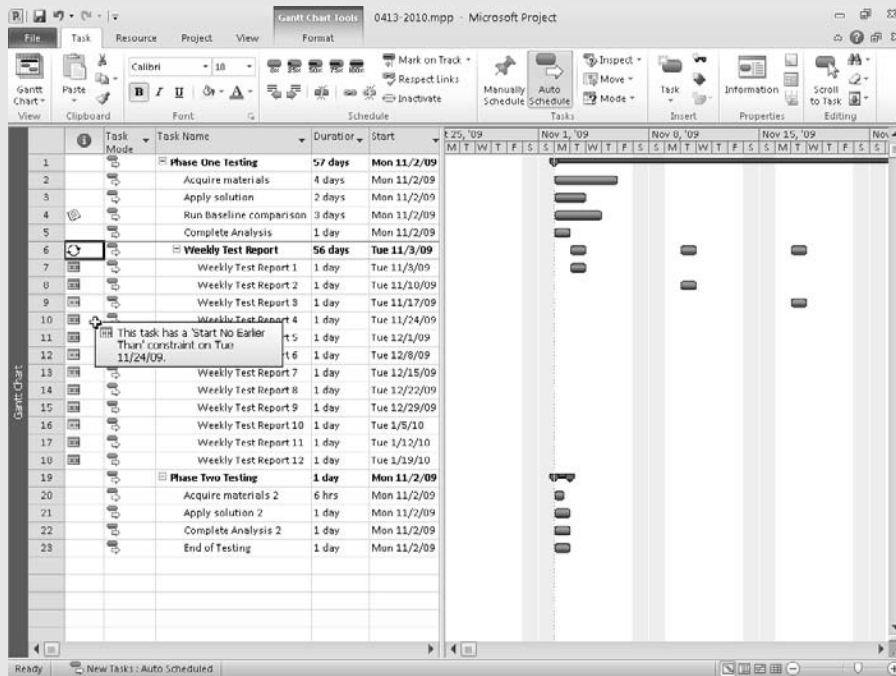 Gantt Chart Tools
0413-2010.mpp - Microsoft Project
File Task Resource Project View Format
Gantt Chart
Paste
Calibri 10
B I U A
Mark on Track
Respect Links
Inactivate
Manually Schedule
Auto Schedule
Inspect
Move
Mode
Task
Information
Scroll to Task
View Clipboard Font Schedule Tasks Insert Properties Editing
Task Mode Task Name Duration Start
t 25, '09 Nov 1, '09 Nov 8, '09 Nov 15, '09 Nov
M T W T F S S M T W T F S S M T W T F S S M T W T F S S
1 Phase One Testing 57 days Mon 11/2/09
2 Acquire materials 4 days Mon 11/2/09
3 Apply solution 2 days Mon 11/2/09
4 Run Baseline comparison 3 days Mon 11/2/09
5 Complete Analysis 1 day Mon 11/2/09
6 Weekly Test Report 56 days Tue 11/3/09
7 Weekly Test Report 1 1 day Tue 11/3/09
8 Weekly Test Report 2 1 day Tue 11/10/09
9 Weekly Test Report 3 1 day Tue 11/17/09
10 Weekly Test Report 4 1 day Tue 11/24/09
This task has a 'Start No Earlier
Than' constraint on Tue
11/24/09.
11 rt 5 1 day Tue 12/1/09
12 rt 6 1 day Tue 12/8/09
13 Weekly Test Report 7 1 day Tue 12/15/09
14 Weekly Test Report 8 1 day Tue 12/22/09
15 Weekly Test Report 9 1 day Tue 12/29/09
16 Weekly Test Report 10 1 day Tue 1/5/10
17 Weekly Test Report 11 1 day Tue 1/12/10
18 Weekly Test Report 12 1 day Tue 1/19/10
19 Phase Two Testing 1 day Mon 11/2/09
20 Acquire materials 2 6 hrs Mon 11/2/09
21 Apply solution 2 1 day Mon 11/2/09
22 Complete Analysis 2 1 day Mon 11/2/09
23 End of Testing 1 day Mon 11/2/09
Gantt Chart
Ready New Tasks : Auto Scheduled